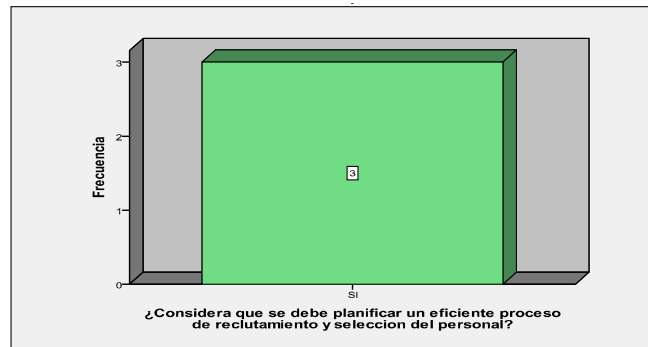 3
2
1
0
Frecuencia
3
SI
¿Considera que se debe planificar un eficiente proceso
de reclutamiento y seleccion del personal?